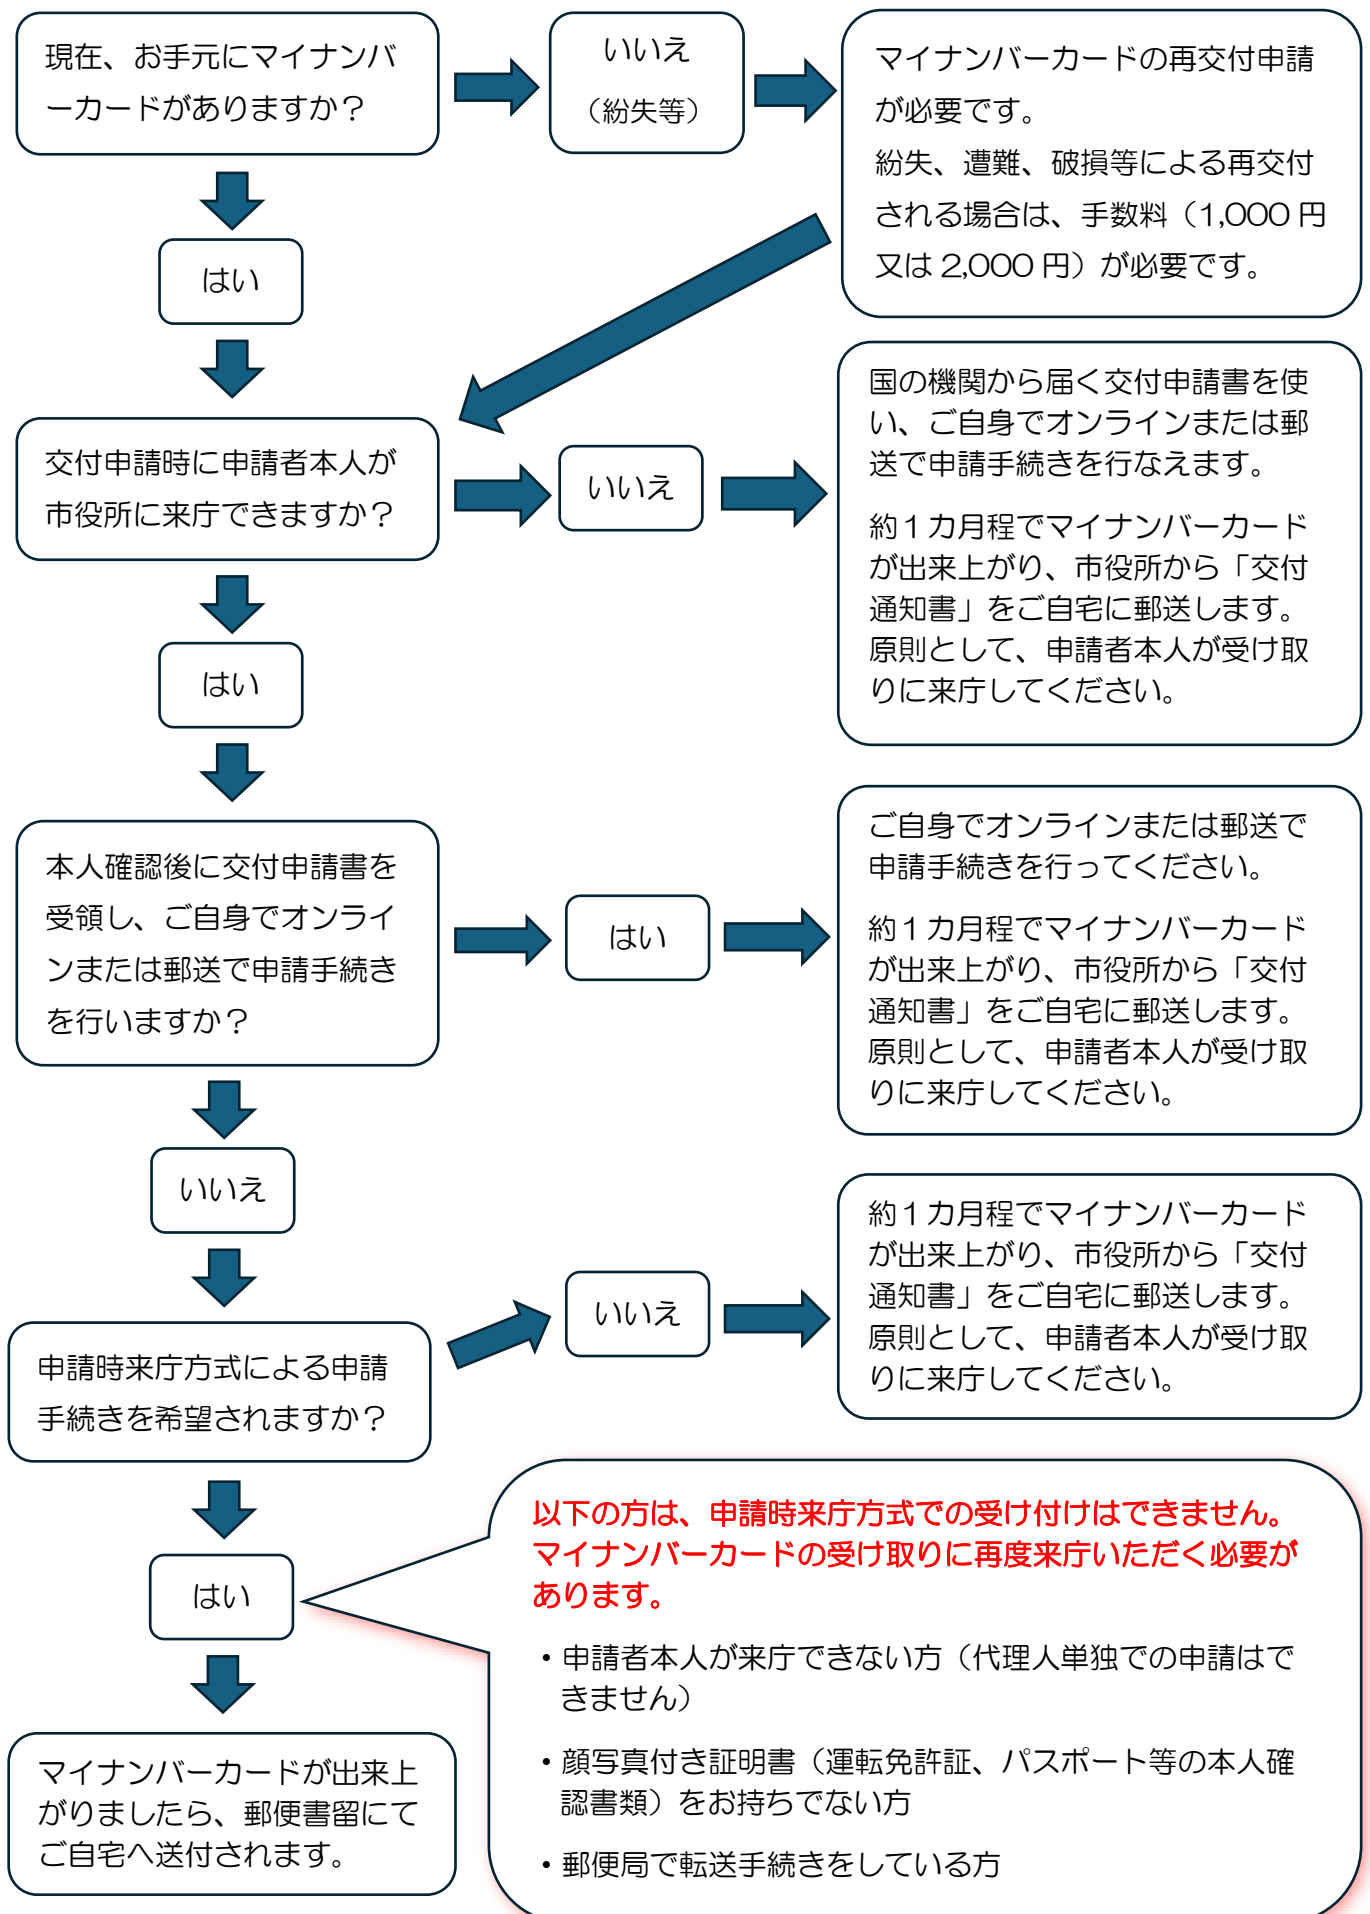 現在、お手元にマイナンバ
ーカードがありますか？
いいえ
（紛失等）
マイナンバーカードの再交付申請
が必要です。
紛失、遭難、破損等による再交付
される場合は、手数料（1,000 円
又は 2,000 円）が必要です。
はい
交付申請時に申請者本人が
市役所に来庁できますか？
いいえ
国の機関から届く交付申請書を使
い、ご自身でオンラインまたは郵
送で申請手続きを行なえます。
約１カ月程でマイナンバーカード
が出来上がり、市役所から「交付
通知書」をご自宅に郵送します。
原則として、申請者本人が受け取
りに来庁してください。
はい
本人確認後に交付申請書を
受領し、ご自身でオンライ
ンまたは郵送で申請手続き
を行いますか？
はい
ご自身でオンラインまたは郵送で
申請手続きを行ってください。
約１カ月程でマイナンバーカード
が出来上がり、市役所から「交付
通知書」をご自宅に郵送します。
原則として、申請者本人が受け取
りに来庁してください。
いいえ
申請時来庁方式による申請
手続きを希望されますか？
いいえ
約１カ月程でマイナンバーカード
が出来上がり、市役所から「交付
通知書」をご自宅に郵送します。
原則として、申請者本人が受け取
りに来庁してください。
はい
以下の方は、申請時来庁方式での受け付けはできません。
マイナンバーカードの受け取りに再度来庁いただく必要が
あります。
・申請者本人が来庁できない方（代理人単独での申請はで
きません）
・顔写真付き証明書（運転免許証、パスポート等の本人確
認書類）をお持ちでない方
・郵便局で転送手続きをしている方
マイナンバーカードが出来上
がりましたら、郵便書留にて
ご自宅へ送付されます。